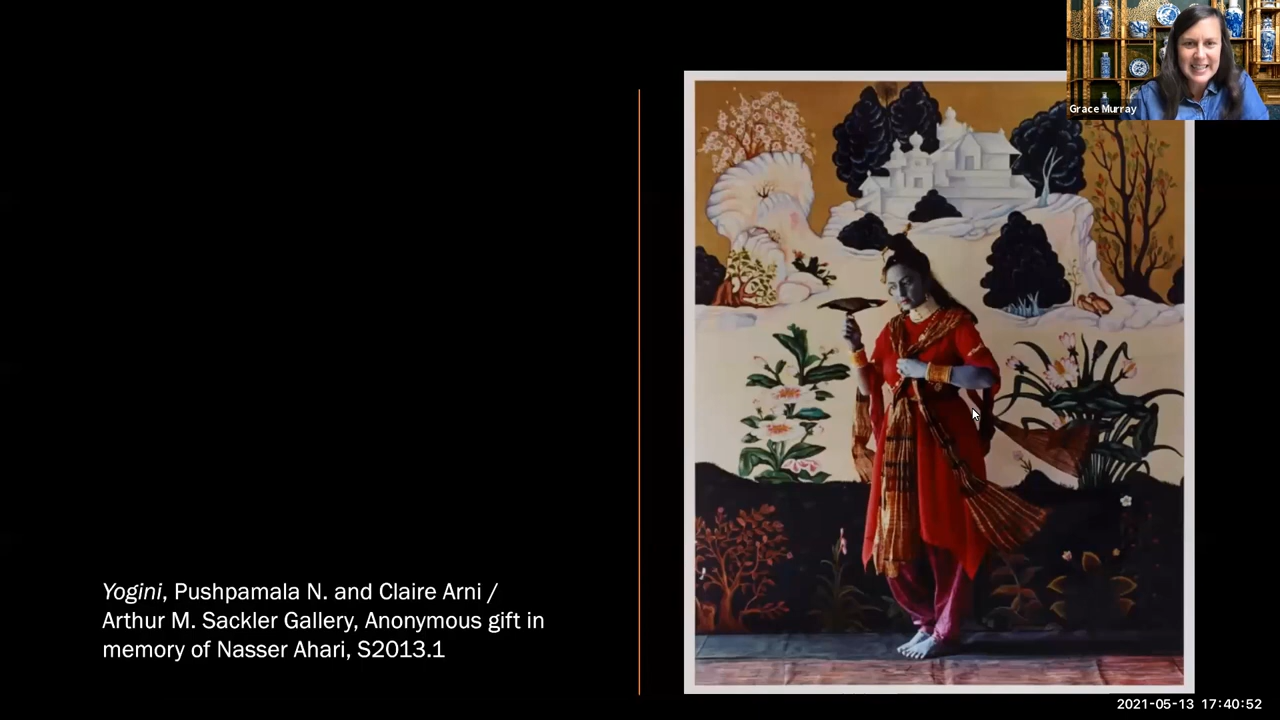 Grace Murray
Yogini, Pushpamala N. and Claire Arni /
Arthur M. Sackler Gallery, Anonymous gift in
memory of Nasser Ahari, S2013.1
2021-05-13 17:40:52